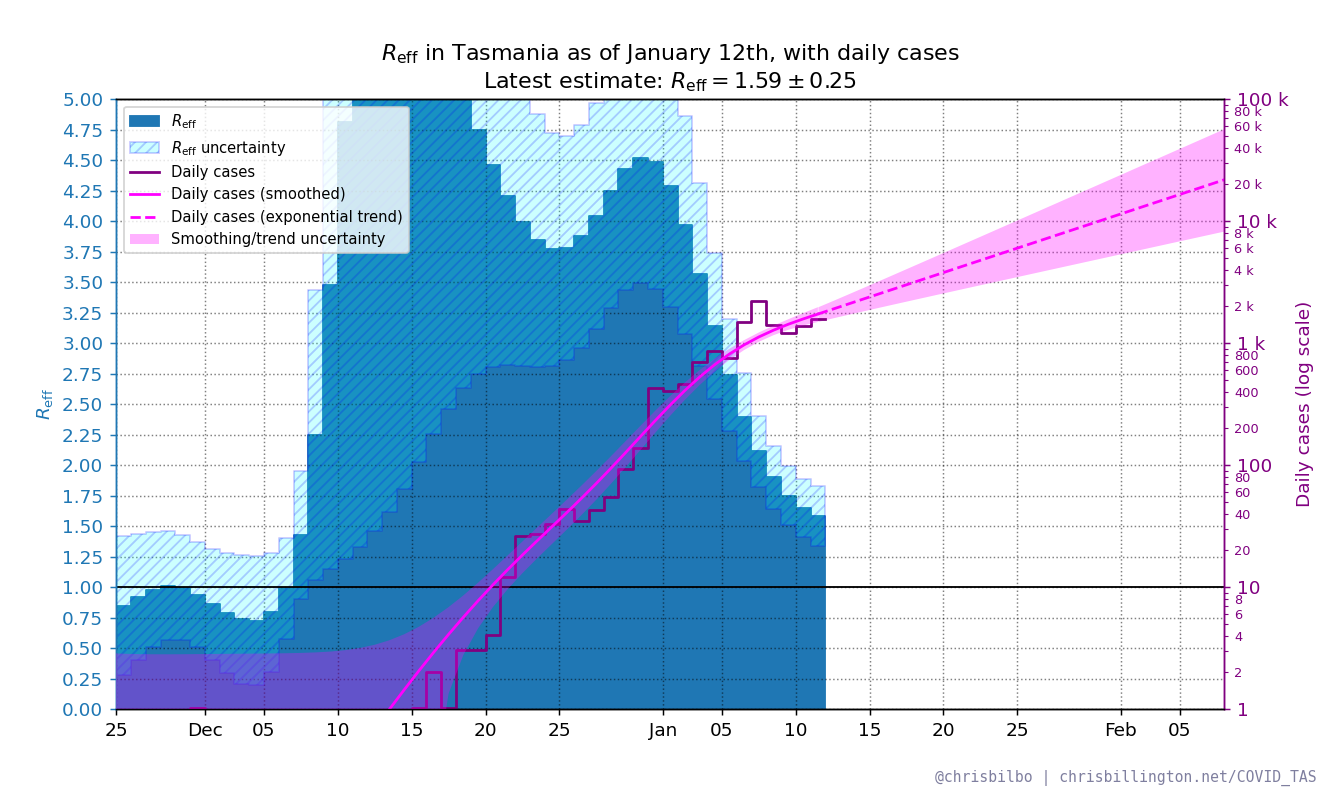 Reff in Tasmania as of January 12th, with daily cases
Latest estimate: Reff = 1.59 ± 0.25
Reff
Reff uncertainty
Daily cases
Daily cases (smoothed)
Daily cases (exponential trend)
Smoothing/trend uncertainty
5.00
4.75
4.50
4.25
4.00
3.75
3.50
3.25
3.00
2.75
2.50
2.25
2.00
1.75
1.50
1.25
1.00
0.75
0.50
0.25
0.00
Reff
100 k
80 k
60 k
40 k
20 k
10 k
8 k
6 k
4 k
2 k
1 k
800
600
400
200
100
80
60
40
20
10
8
6
4
2
1
Daily cases (log scale)
25 Dec 05 10 15 20 25 Jan 05 10 15 20 25 Feb 05
@chrisbilbo | chrisbillington.net/COVID_TAS